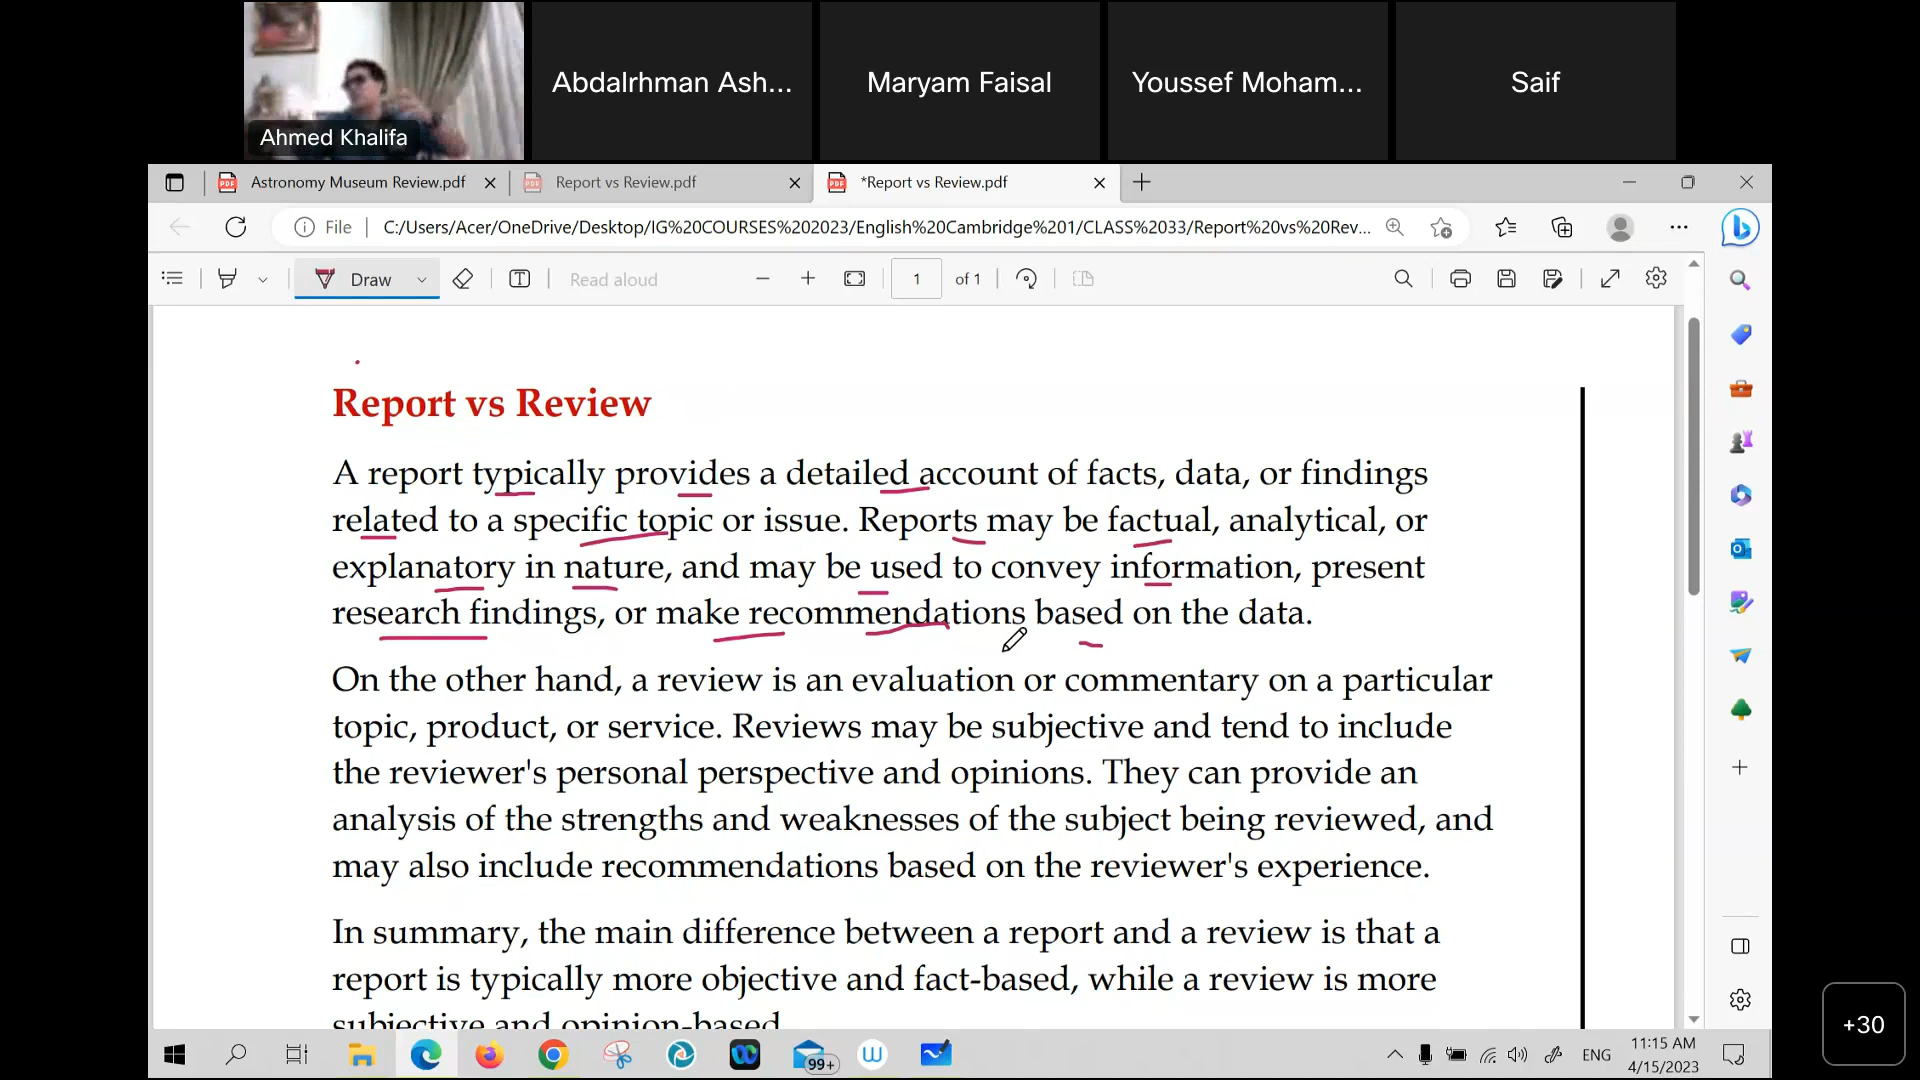 Ahmed Khalifa
Abdalrhman Ash...
Maryam Faisal
Youssef Moham...
Saif
Astronomy Museum Review.pdf
Report vs Review.pdf
*Report vs Review.pdf
File
C:/Users/Acer/OneDrive/Desktop/IG%20COURSES%202023/English%20Cambridge%201/CLASS%2033/Report%20vs%20Rev...
Draw
Read aloud
1
of 1
Report vs Review
A report typically provides a detailed account of facts, data, or findings
related to a specific topic or issue. Reports may be factual, analytical, or
explanatory in nature, and may be used to convey information, present
research findings, or make recommendations based on the data.
On the other hand, a review is an evaluation or commentary on a particular
topic, product, or service. Reviews may be subjective and tend to include
the reviewer's personal perspective and opinions. They can provide an
analysis of the strengths and weaknesses of the subject being reviewed, and
may also include recommendations based on the reviewer's experience.
In summary, the main difference between a report and a review is that a
report is typically more objective and fact-based, while a review is more
subjective and opinion-based.
+30
99+
ENG
11:15 AM
4/15/2023